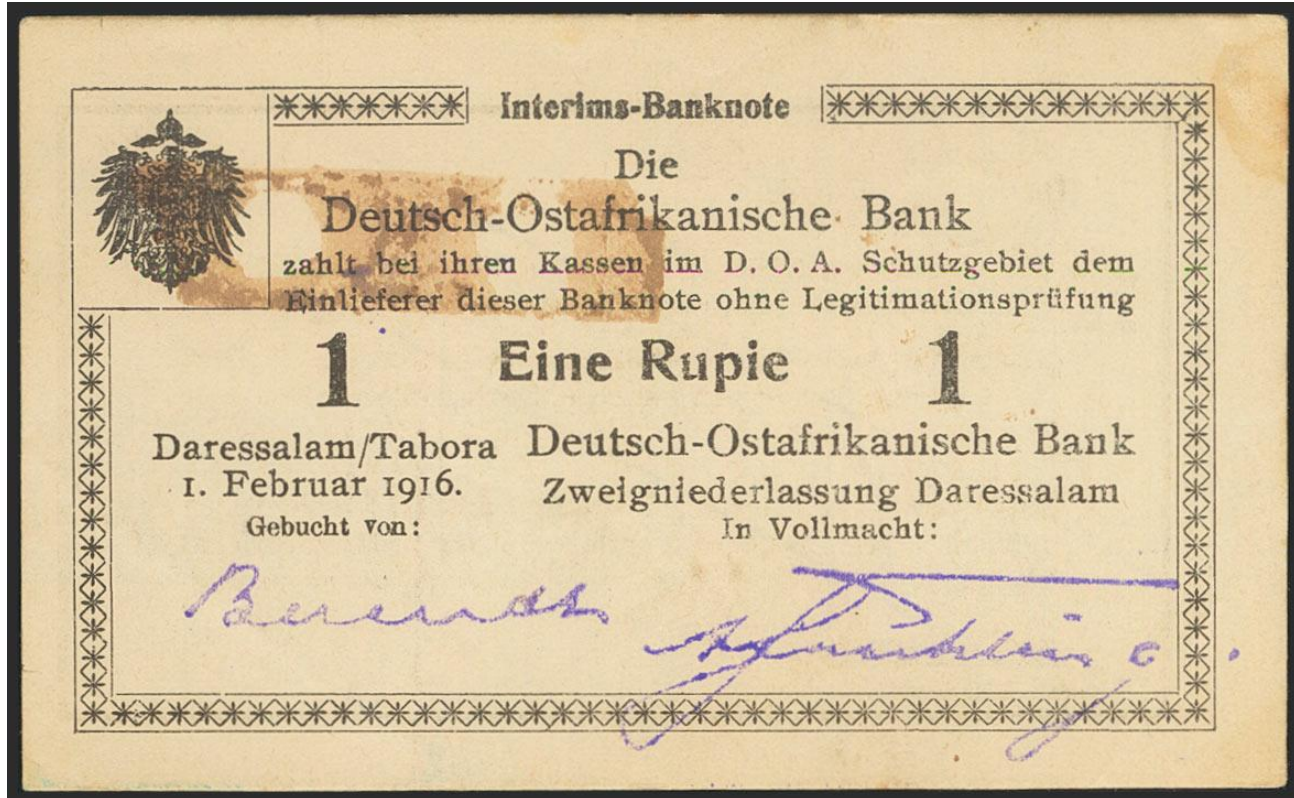 Interims-Banknote
Die
Deutsch-Ostafrikanische Bank
zahlt bei ihren Kassen im D. O. A. Schutzgebiet dem
Einlieferer dieser Banknote ohne Legitimationsprüfung
1 Eine Rupie 1
Daressalam/Tabora
1. Februar 1916.
Gebucht von:
Deutsch-Ostafrikanische Bank
Zweigniederlassung Daressalam
In Vollmacht:
Berendt